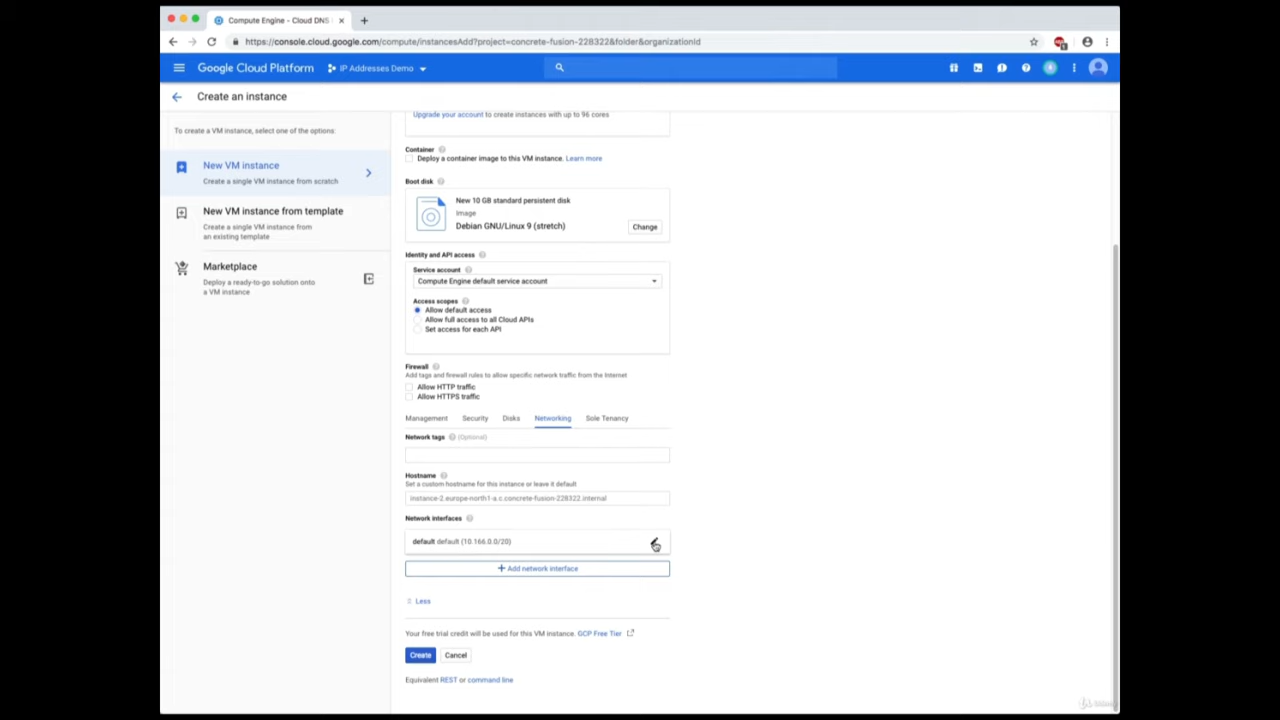 Compute Engine - Cloud DNS
https://console.cloud.google.com/compute/instancesAdd?project=concrete-fusion-228322&folder&organizationId
Google Cloud Platform
IP Addresses Demo
Create an instance
To create a VM instance, select one of the options:
New VM instance
Create a single VM instance from scratch
New VM instance from template
Create a single VM instance from
an existing template
Marketplace
Deploy a ready-to-go solution onto
a VM instance
Upgrade your account to create instances with up to 96 cores
Container
Deploy a container image to this VM instance. Learn more
Boot disk
New 10 GB standard persistent disk
Image
Debian GNU/Linux 9 (stretch)
Change
Identity and API access
Service account
Compute Engine default service account
Access scopes
Allow default access
Allow full access to all Cloud APIs
Set access for each API
Firewall
Add tags and firewall rules to allow specific network traffic from the Internet
Allow HTTP traffic
Allow HTTPS traffic
Management Security Disks Networking Sole Tenancy
Network tags (Optional)
Hostname
Set a custom hostname for this instance or leave it default
instance-2.europe-north1-a.c.concrete-fusion-228322.internal
Network interfaces
default default (10.166.0.0/20)
+ Add network interface
Less
Your free trial credit will be used for this VM instance. GCP Free Tier
Create Cancel
Equivalent REST or command line